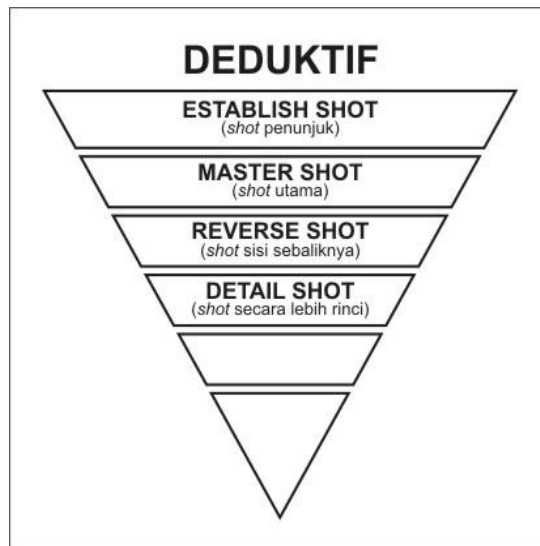 DEDUKTIF
ESTABLISH SHOT
(shot penunjuk)
MASTER SHOT
(shot utama)
REVERSE SHOT
(shot sisi sebaliknya)
DETAIL SHOT
(shot secara lebih rinci)